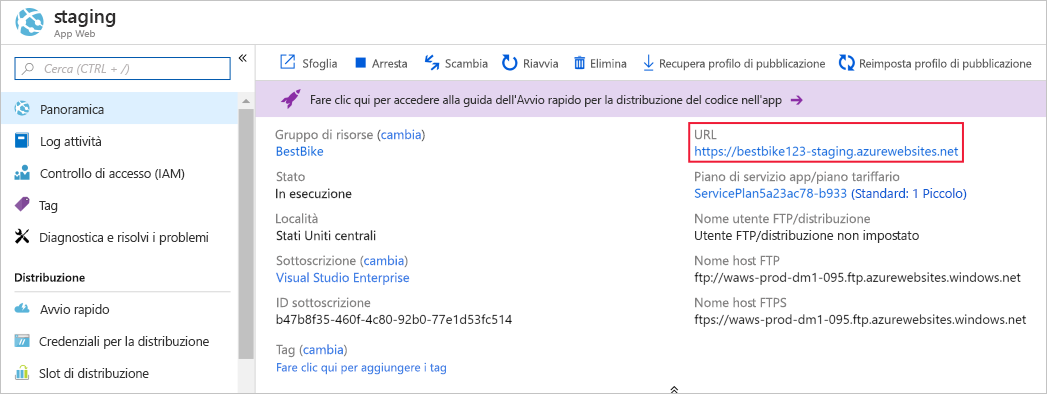 staging
App Web
Cerca (CTRL + /)
«
Panoramica
Log attività
Controllo di accesso (IAM)
Tag
Diagnostica e risolvi i problemi
Distribuzione
Avvio rapido
Credenziali per la distribuzione
Slot di distribuzione
Sfoglia Arresta Scambia Riavvia Elimina Recupera profilo di pubblicazione Reimposta profilo di pubblicazione
Fare clic qui per accedere alla guida dell'Avvio rapido per la distribuzione del codice nell'app →
Gruppo di risorse (cambia)
BestBike
Stato
In esecuzione
Località
Stati Uniti centrali
Sottoscrizione (cambia)
Visual Studio Enterprise
ID sottoscrizione
b47b8f35-460f-4c80-92b0-77e1d53fc514
Tag (cambia)
Fare clic qui per aggiungere i tag
URL
https://bestbike123-staging.azurewebsites.net
Piano di servizio app/piano tariffario
ServicePlan5a23ac78-b933 (Standard: 1 Piccolo)
Nome utente FTP/distribuzione
Utente FTP/distribuzione non impostato
Nome host FTP
ftp://waws-prod-dm1-095.ftp.azurewebsites.windows.net
Nome host FTPS
ftps://waws-prod-dm1-095.ftp.azurewebsites.windows.net